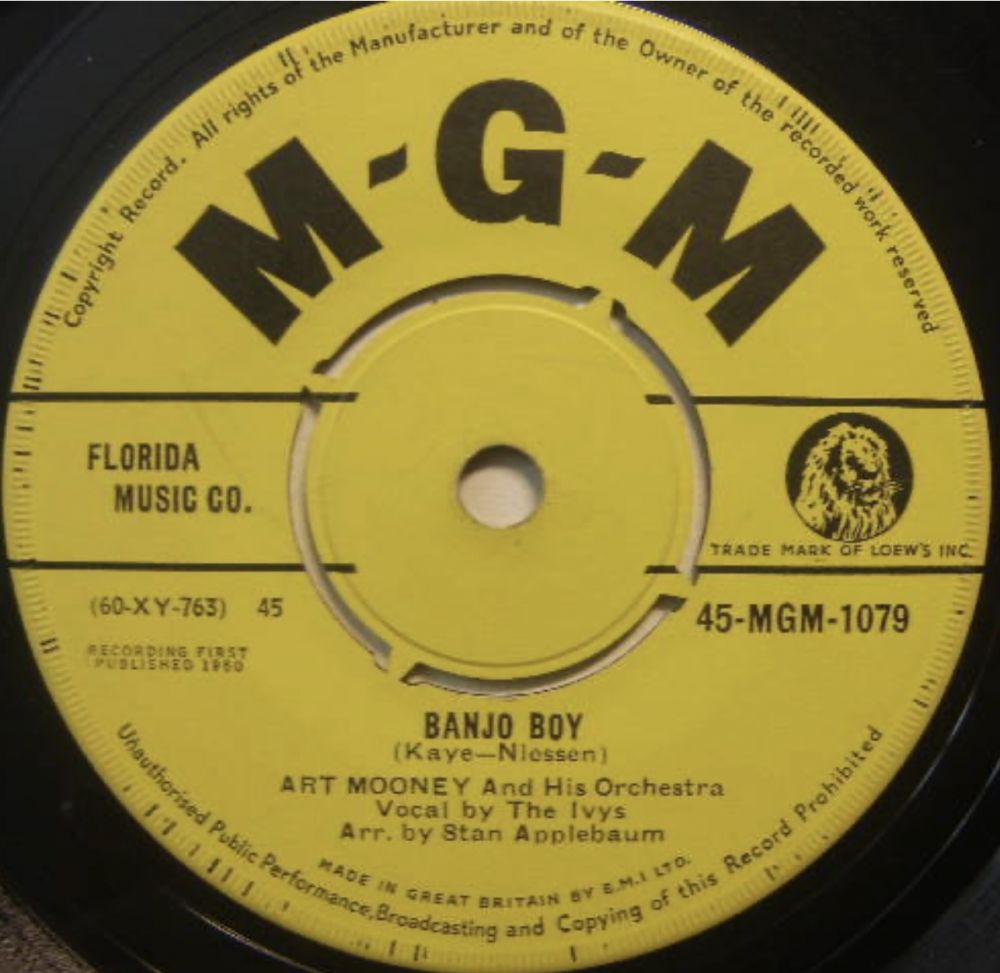 Copyright Record. All rights of the Manufacturer and of the Owner of the recorded work reserved
M-G-M
FLORIDA
MUSIC CO.
TRADE MARK OF LOEW'S INC.
(60-XY-763) 45
45-MGM-1079
RECORDING FIRST
PUBLISHED 1960
BANJO BOY
(Kaye—Niessen)
ART MOONEY And His Orchestra
Vocal by The Ivys
Arr. by Stan Applebaum
MADE IN GREAT BRITAIN BY E.M.I LTD.
Unauthorised Public Performance, Broadcasting and Copying of this Record Prohibited